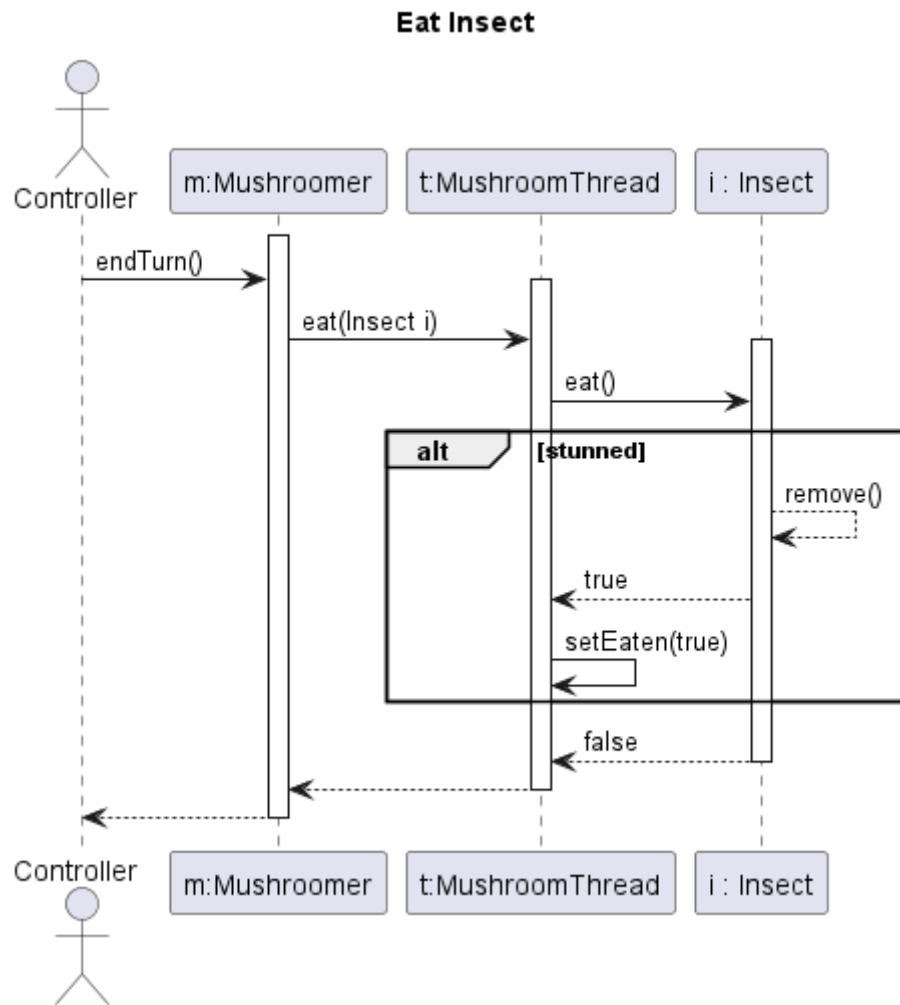 Eat Insect
Controller
m:Mushroomer
t:MushroomThread
i : Insect
endTurn()
eat(Insect i)
eat()
alt
[stunned]
remove()
true
setEaten(true)
false
Controller
m:Mushroomer
t:MushroomThread
i : Insect